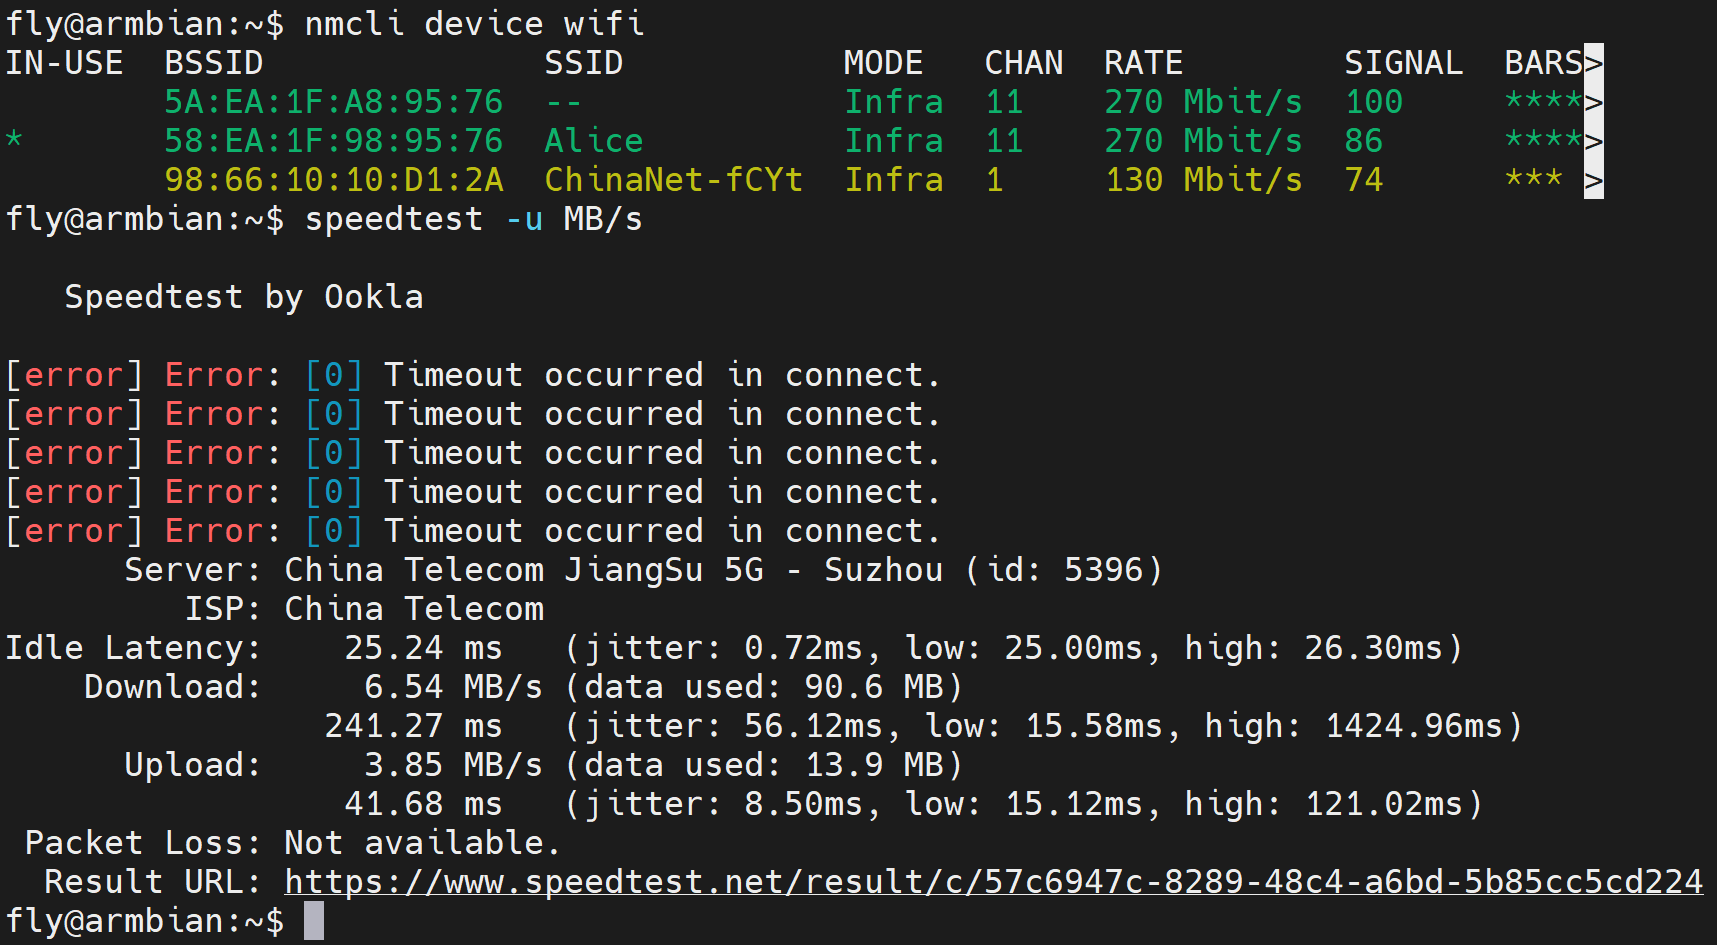 fly@armbian:~$ nmcli device wifi
IN-USE  BSSID              SSID           MODE   CHAN  RATE        SIGNAL  BARS>
        5A:EA:1F:A8:95:76  --             Infra  11    270 Mbit/s  100     ****>
*       58:EA:1F:98:95:76  Alice          Infra  11    270 Mbit/s  86      ****>
        98:66:10:10:D1:2A  ChinaNet-fCYt  Infra  1     130 Mbit/s  74      *** >
fly@armbian:~$ speedtest -u MB/s
   Speedtest by Ookla
[error] Error: [0] Timeout occurred in connect.
[error] Error: [0] Timeout occurred in connect.
[error] Error: [0] Timeout occurred in connect.
[error] Error: [0] Timeout occurred in connect.
[error] Error: [0] Timeout occurred in connect.
      Server: China Telecom JiangSu 5G - Suzhou (id: 5396)
         ISP: China Telecom
Idle Latency:    25.24 ms   (jitter: 0.72ms, low: 25.00ms, high: 26.30ms)
    Download:     6.54 MB/s (data used: 90.6 MB)
                241.27 ms   (jitter: 56.12ms, low: 15.58ms, high: 1424.96ms)
      Upload:     3.85 MB/s (data used: 13.9 MB)
                 41.68 ms   (jitter: 8.50ms, low: 15.12ms, high: 121.02ms)
 Packet Loss: Not available.
  Result URL: https://www.speedtest.net/result/c/57c6947c-8289-48c4-a6bd-5b85cc5cd224
fly@armbian:~$